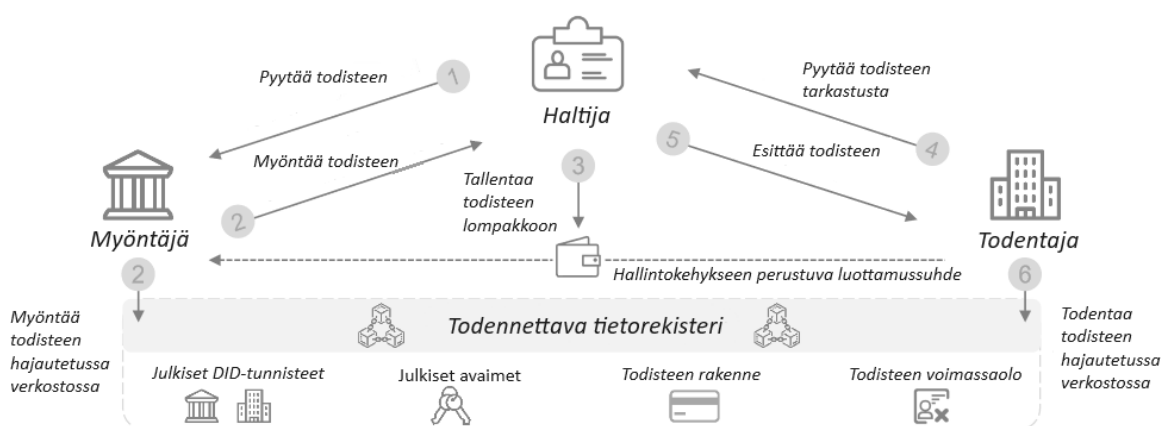 Pyytää todisteen
1
Haltija
Pyytää todisteen
tarkastusta
4
Myöntää todisteen
2
Myöntäjä
3
Tallentaa
todisteen
lompakkoon
5
Esittää todisteen
Todentaja
Hallintokehykseen perustuva luottamussuhde
2
Myöntää
todisteen
hajautetussa
verkostossa
6
Todentaa
todisteen
hajautetussa
verkostossa
Todennettava tietorekisteri
Julkiset DID-tunnisteet
Julkiset avaimet
Todisteen rakenne
Todisteen voimassaolo